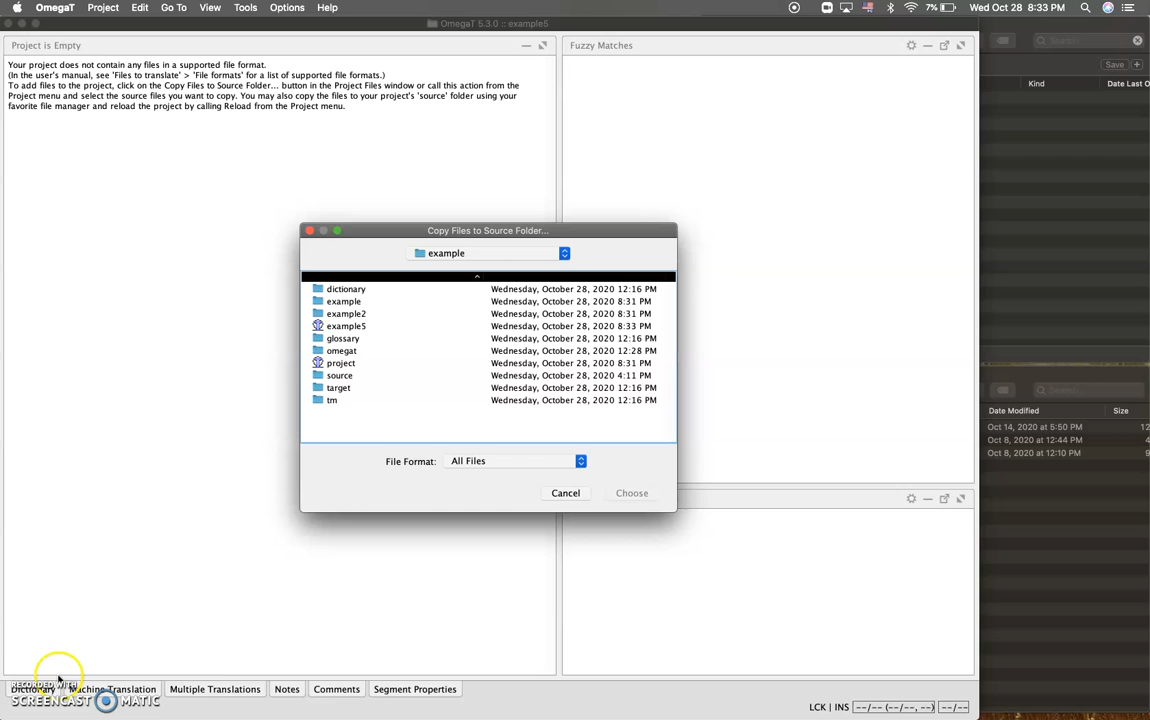 OmegaT Project Edit Go To View Tools Options Help 7% Wed Oct 28 8:33 PM
OmegaT 5.3.0 :: example5
Search
Project is Empty
Fuzzy Matches
Your project does not contain any files in a supported file format.
(In the user's manual, see 'Files to translate' > 'File formats' for a list of supported file formats.)
To add files to the project, click on the Copy Files to Source Folder... button in the Project Files window or call this action from the
Project menu and select the source files you want to copy. You may also copy the files to your project's 'source' folder using your
favorite file manager and reload the project by calling Reload from the Project menu.
Save +
Kind Date Last O
Copy Files to Source Folder...
example
dictionary Wednesday, October 28, 2020 12:16 PM
example Wednesday, October 28, 2020 8:31 PM
example2 Wednesday, October 28, 2020 8:31 PM
example5 Wednesday, October 28, 2020 8:33 PM
glossary Wednesday, October 28, 2020 12:16 PM
omegat Wednesday, October 28, 2020 12:28 PM
project Wednesday, October 28, 2020 8:31 PM
source Wednesday, October 28, 2020 4:11 PM
target Wednesday, October 28, 2020 12:16 PM
tm Wednesday, October 28, 2020 12:16 PM
File Format: All Files
Cancel Choose
Search
Date Modified Size
Oct 14, 2020 at 5:50 PM 12
Oct 8, 2020 at 12:44 PM 4
Oct 8, 2020 at 12:10 PM 9
Dictionary Machine Translation Multiple Translations Notes Comments Segment Properties
RECORDED WITH
SCREENCAST MATIC
LCK | INS --/-- (--/--, --) --/--